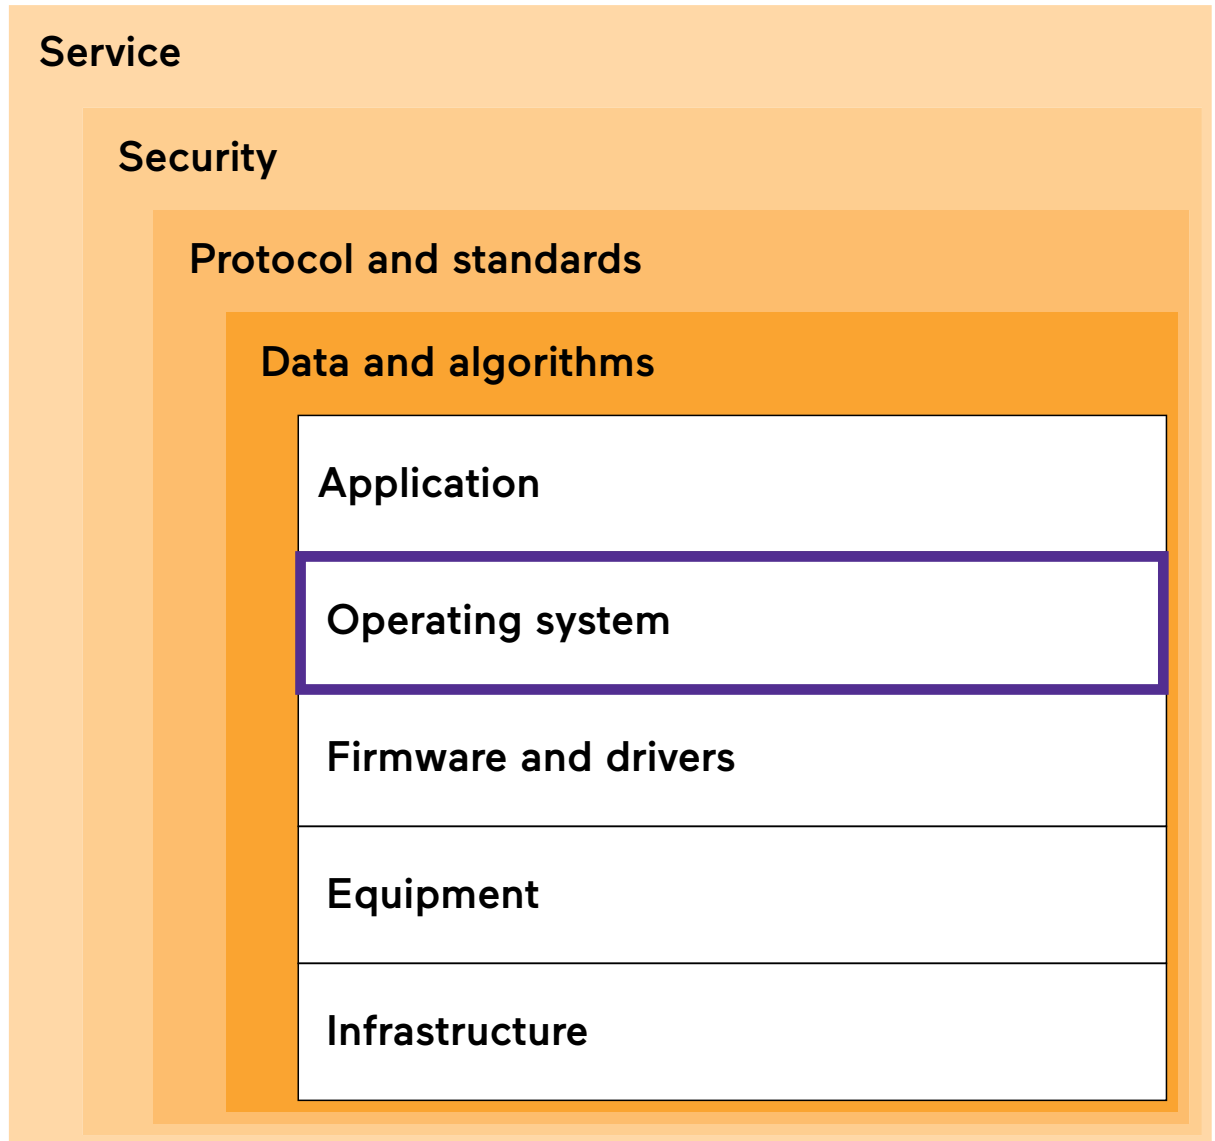 Service
Security
Protocol and standards
Data and algorithms
Application
Operating system
Firmware and drivers
Equipment
Infrastructure